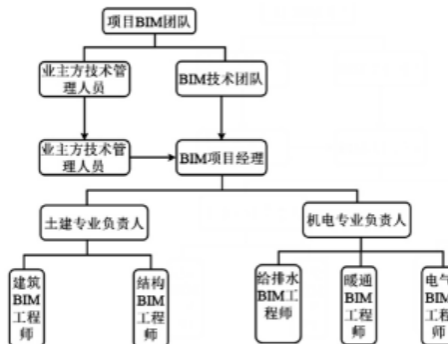 项目BIM团队
业主方技术管
理人员
BIM技术团队
业主方技术管
理人员
BIM项目经理
土建专业负责人
机电专业负责人
建筑
BIM
工程
师
结构
BIM
工程
师
给排水
BIM工
程师
暖通
BIM
工程
师
电气
BIM
工程
师